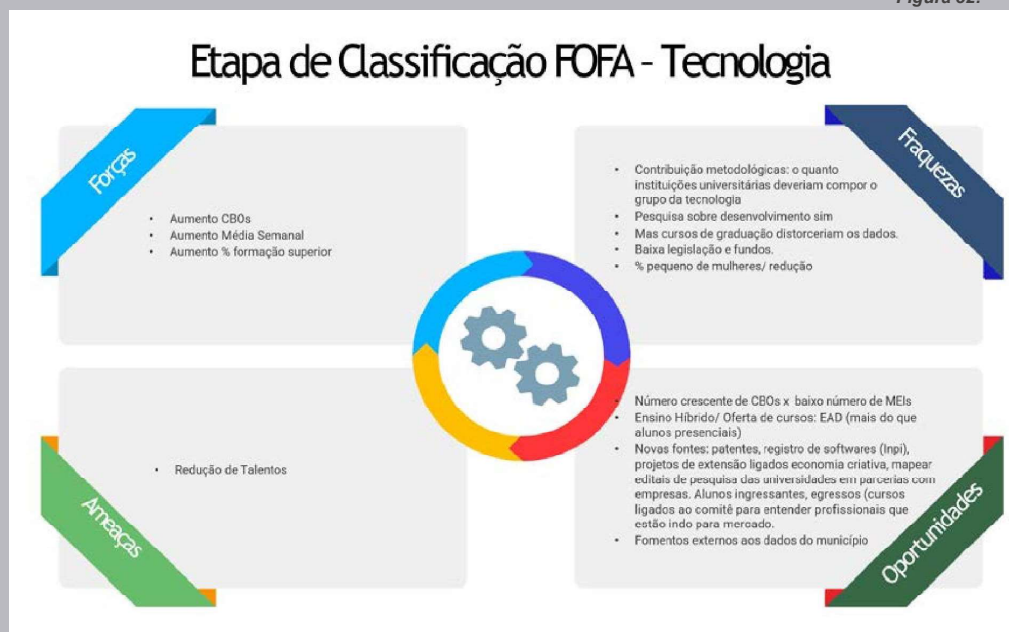 Figura 32.
Etapa de Classificação FOFA - Tecnologia
Forças
• Aumento CBOs
• Aumento Média Semanal
• Aumento % formação superior
Fraquezas
• Contribuição metodológicas: o quanto
instituições universitárias deveriam compor o
grupo da tecnologia
• Pesquisa sobre desenvolvimento sim
• Mas cursos de graduação distorceriam os dados.
• Baixa legislação e fundos.
• % pequeno de mulheres/ redução
Ameaças
• Redução de Talentos
Oportunidades
• Número crescente de CBOs x baixo número de MEIs
• Ensino Híbrido/ Oferta de cursos: EAD (mais do que
alunos presenciais)
• Novas fontes: patentes, registro de softwares (Inpi),
projetos de extensão ligados economia criativa, mapear
editais de pesquisa das universidades em parcerias com
empresas. Alunos ingressantes, egressos (cursos
ligados ao comitê para entender profissionais que
estão indo para mercado.
• Fomentos externos aos dados do município